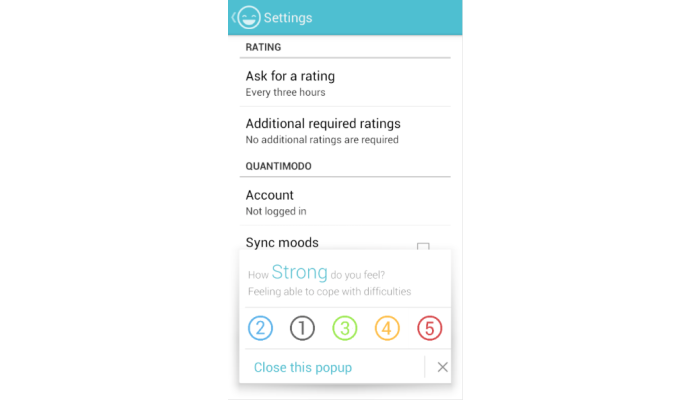 Settings
RATING
Ask for a rating
Every three hours
Additional required ratings
No additional ratings are required
QUANTIMODO
Account
Not logged in
Sync moods
How Strong do you feel?
Feeling able to cope with difficulties
2 1 3 4 5
Close this popup